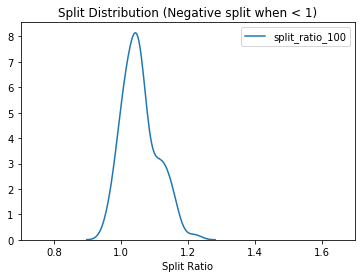 Split Distribution (Negative split when < 1)
split_ratio_100
8
7
6
5
4
3
2
1
0
0.8 1.0 1.2 1.4 1.6
Split Ratio